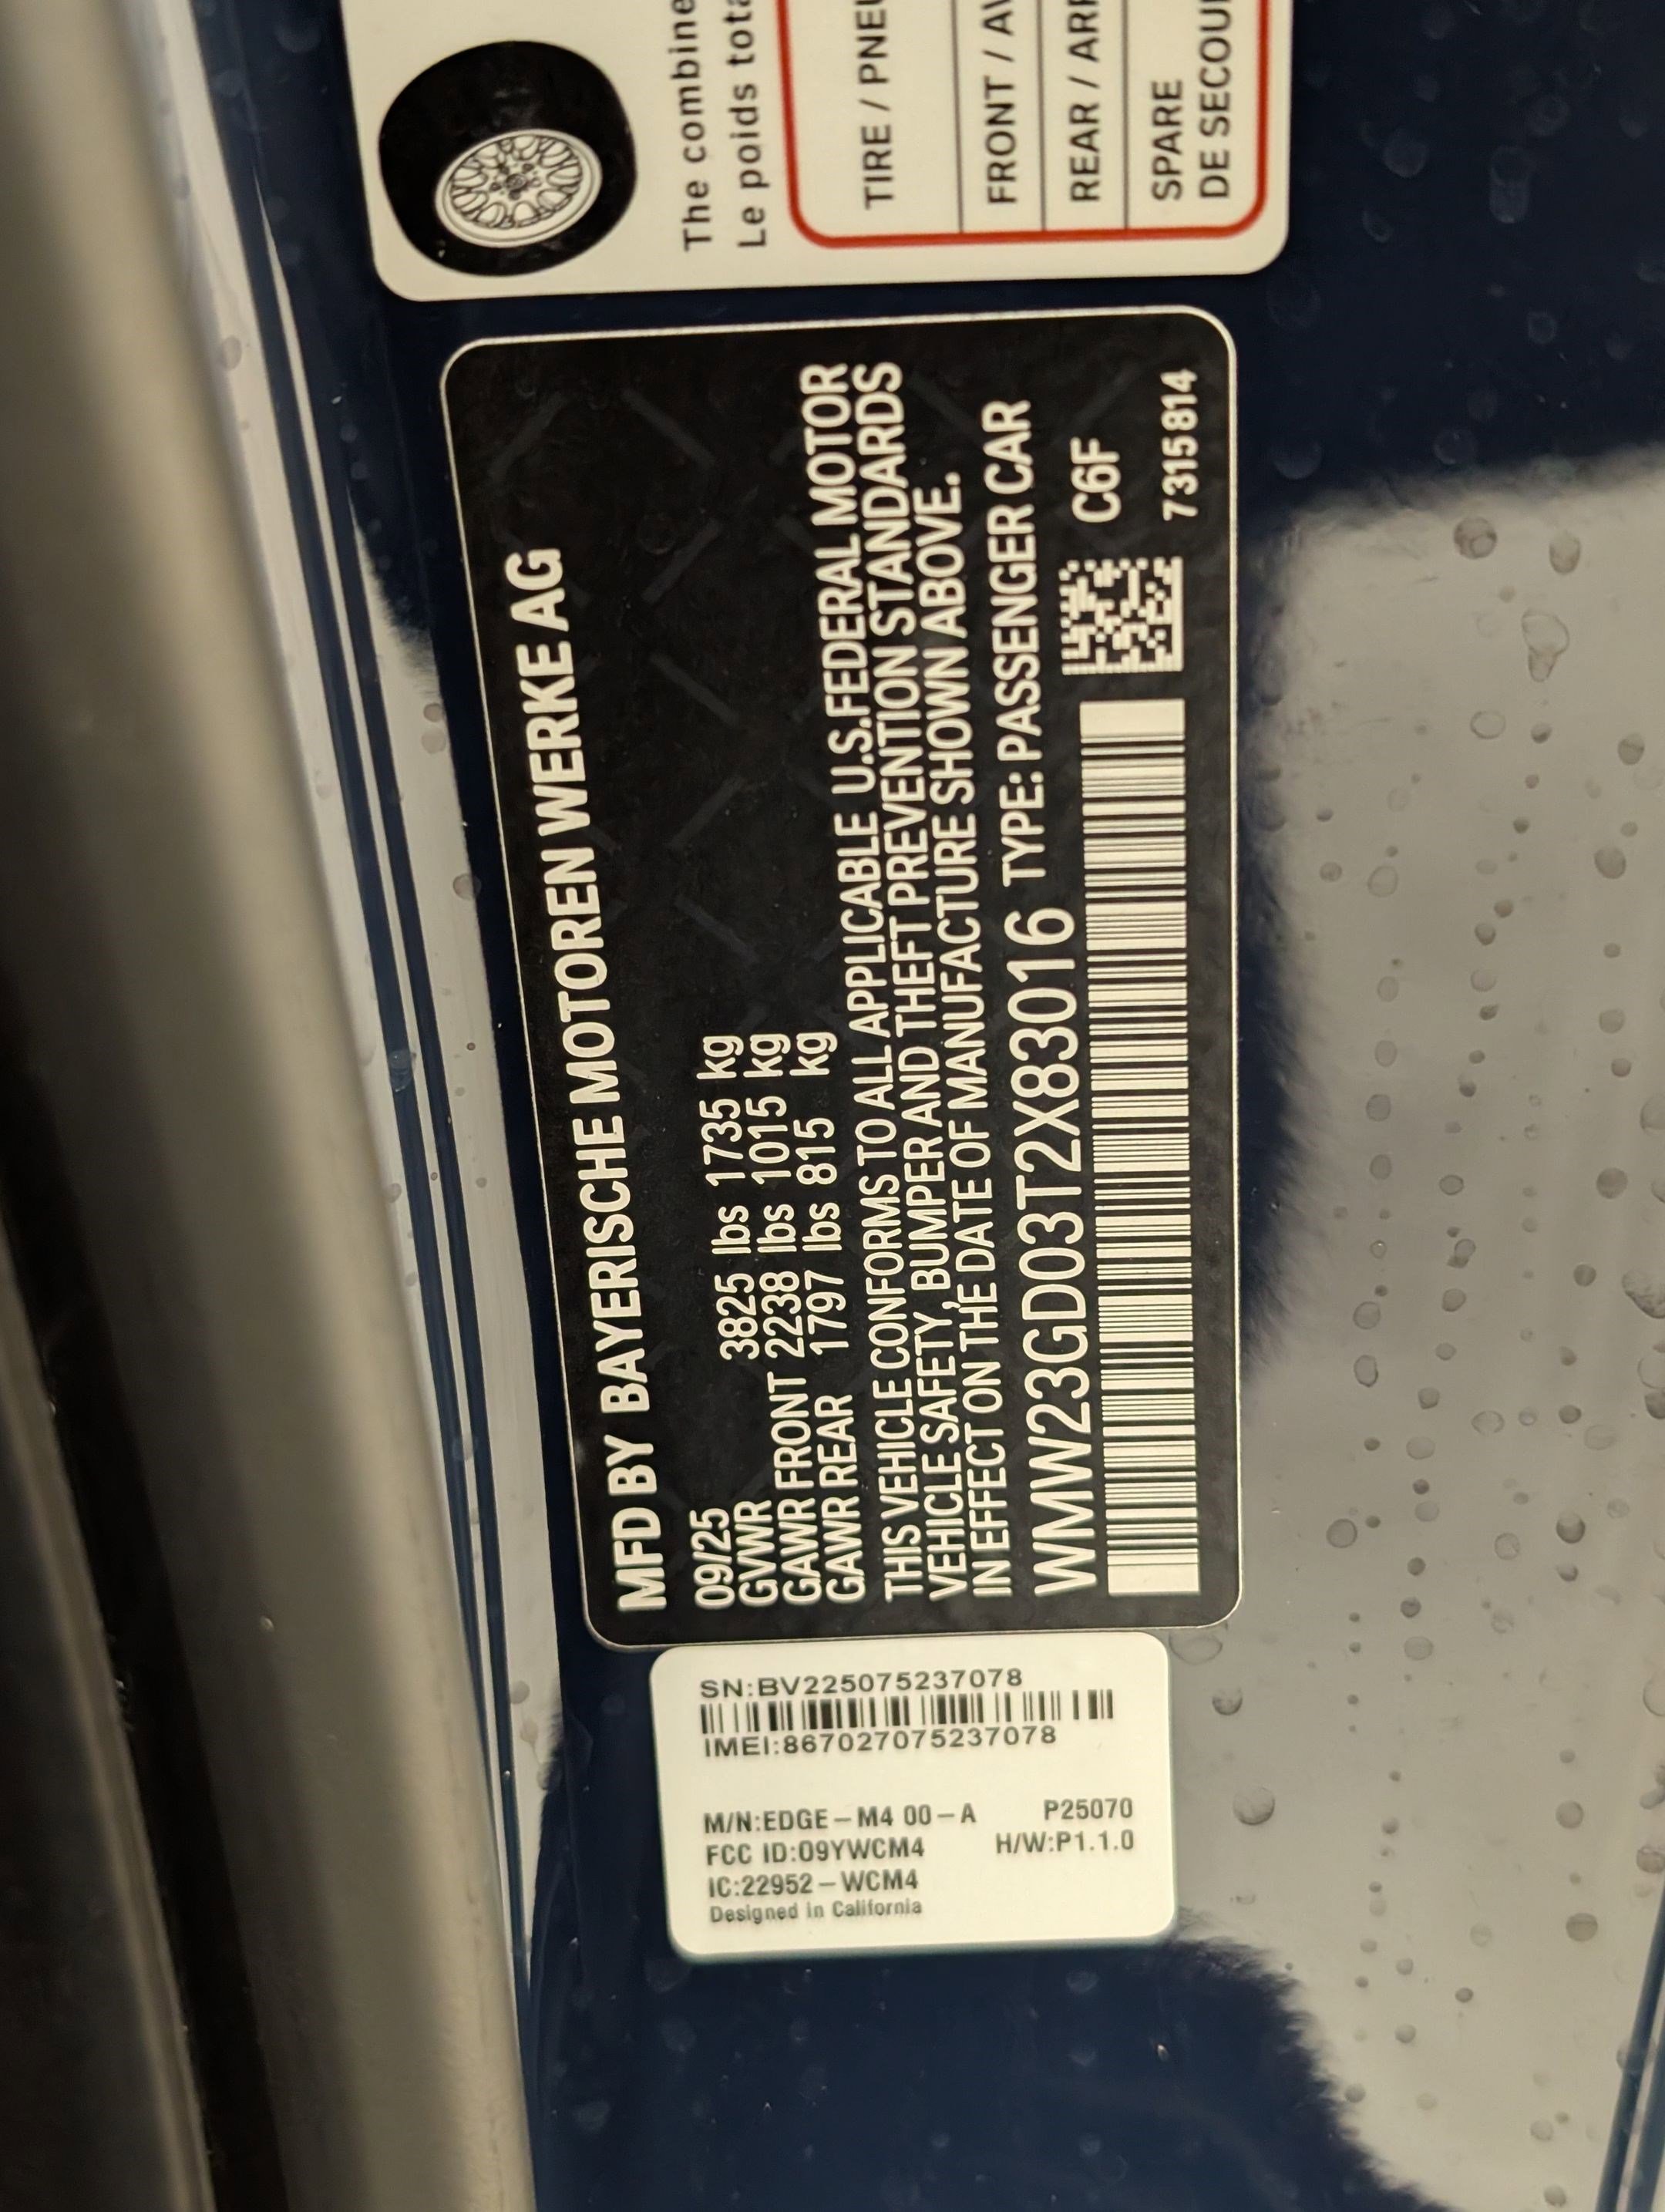 MFD BY BAYERISCHE MOTOREN WERKE AG
09/25
GVWR 3825 lbs 1735 kg
GAWR FRONT 2238 lbs 1015 kg
GAWR REAR 1797 lbs 815 kg
THIS VEHICLE CONFORMS TO ALL APPLICABLE U.S.FEDERAL MOTOR
VEHICLE SAFETY, BUMPER AND THEFT PREVENTION STANDARDS
IN EFFECT ON THE DATE OF MANUFACTURE SHOWN ABOVE.
WMW23GD03T2X83016 TYPE: PASSENGER CAR
C6F
7315814
The combine
Le poids tota
TIRE / PNEU
FRONT / AV
REAR / ARR
SPARE
DE SECOU
SN:BV225075237078
IMEI:867027075237078
M/N:EDGE-M4 00-A P25070
FCC ID:09YWCM4 H/W:P1.1.0
IC:22952-WCM4
Designed in California